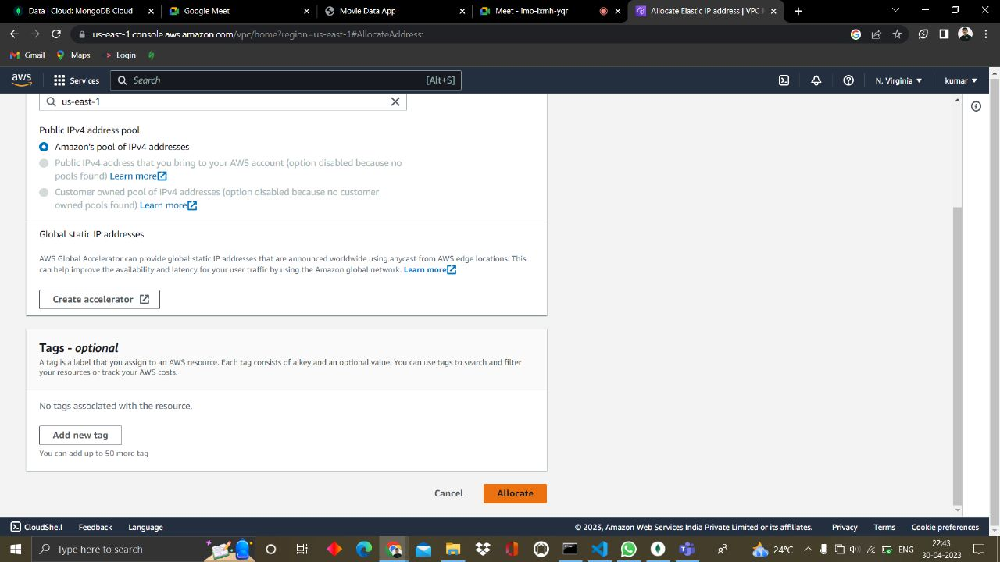 Data | Cloud: MongoDB Cloud
Google Meet
Movie Data App
Meet - imo-ixmh-yqr
Allocate Elastic IP address | VPC
us-east-1.console.aws.amazon.com/vpc/home?region=us-east-1#AllocateAddress:
Gmail
Maps
Login
aws
Services
Search
[Alt+S]
N. Virginia
kumar
us-east-1
Public IPv4 address pool
Amazon's pool of IPv4 addresses
Public IPv4 address that you bring to your AWS account (option disabled because no
pools found) Learn more
Customer owned pool of IPv4 addresses (option disabled because no customer
owned pools found) Learn more
Global static IP addresses
AWS Global Accelerator can provide global static IP addresses that are announced worldwide using anycast from AWS edge locations. This
can help improve the availability and latency for your user traffic by using the Amazon global network. Learn more
Create accelerator
Tags - optional
A tag is a label that you assign to an AWS resource. Each tag consists of a key and an optional value. You can use tags to search and filter
your resources or track your AWS costs.
No tags associated with the resource.
Add new tag
You can add up to 50 more tag
Cancel
Allocate
CloudShell
Feedback
Language
© 2023, Amazon Web Services India Private Limited or its affiliates.
Privacy
Terms
Cookie preferences
Type here to search
24°C
ENG
22:43
30-04-2023